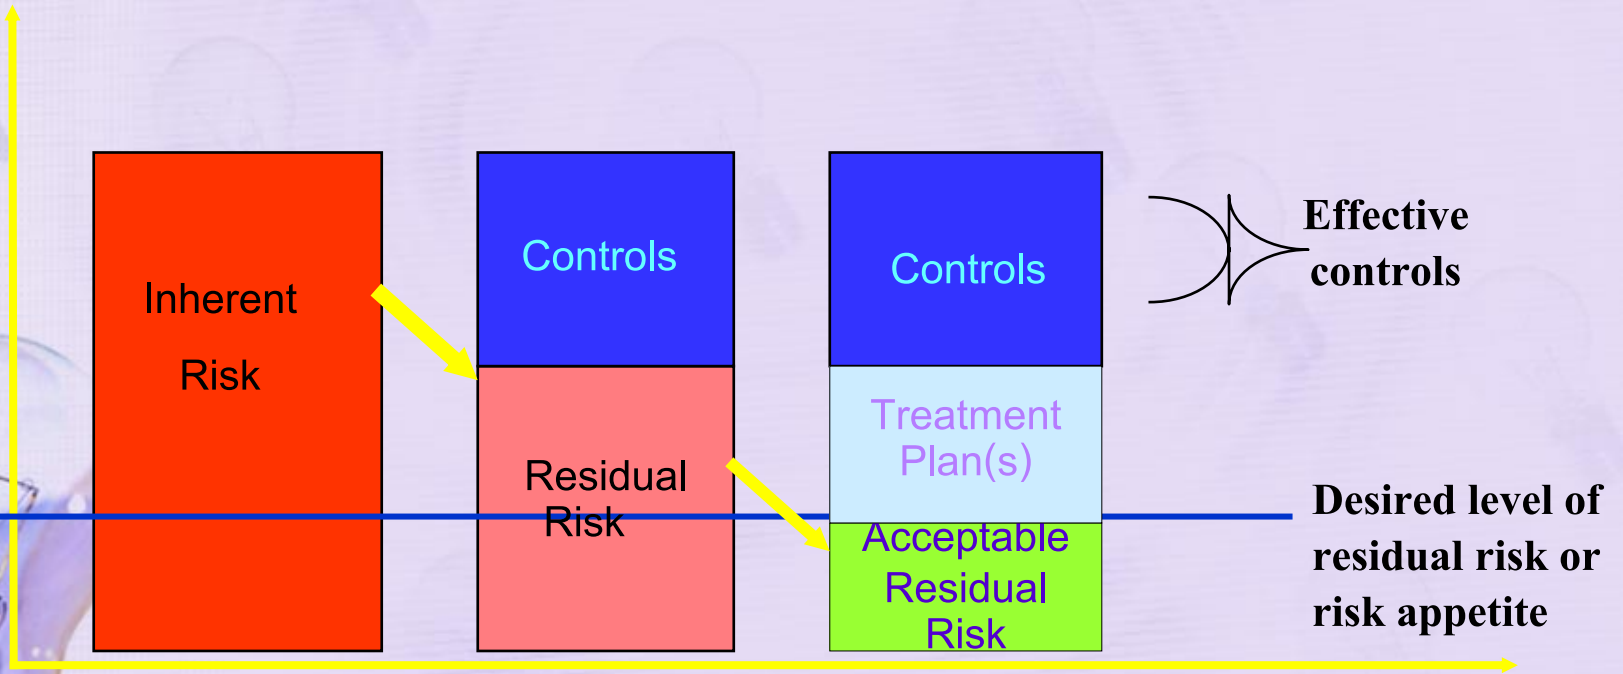 Inherent
Risk
Controls
Residual
Risk
Controls
Treatment
Plan(s)
Acceptable
Residual
Risk
Effective
controls
Desired level of
residual risk or
risk appetite